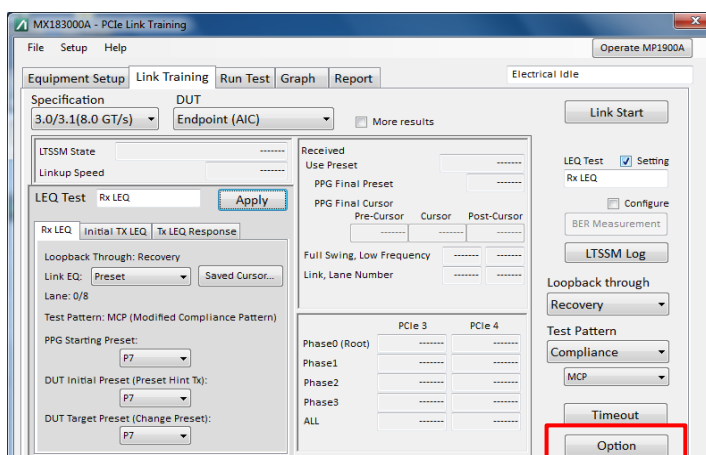 MX183000A - PCIe Link Training
File Setup Help
Operate MP1900A
Equipment Setup Link Training Run Test Graph Report
Electrical Idle
Specification DUT
3.0/3.1(8.0 GT/s) Endpoint (AIC)
More results
LTSSM State -------
Linkup Speed -------
LEQ Test Rx LEQ Apply
Rx LEQ Initial TX LEQ Tx LEQ Response
Loopback Through: Recovery
Link EQ: Preset Saved Cursor...
Lane: 0/8
Test Pattern: MCP (Modified Compliance Pattern)
PPG Starting Preset:
P7
DUT Initial Preset (Preset Hint Tx):
P7
DUT Target Preset (Change Preset):
P7
Received
Use Preset -------
PPG Final Preset -------
PPG Final Cursor
Pre-Cursor Cursor Post-Cursor
------- ------- -------
Full Swing, Low Frequency ------- -------
Link, Lane Number ------- -------
PCIe 3 PCIe 4
Phase0 (Root) ------- -------
Phase1 ------- -------
Phase2 ------- -------
Phase3 ------- -------
ALL ------- -------
Link Start
LEQ Test Setting
Rx LEQ
Configure
BER Measurement
LTSSM Log
Loopback through
Recovery
Test Pattern
Compliance
MCP
Timeout
Option